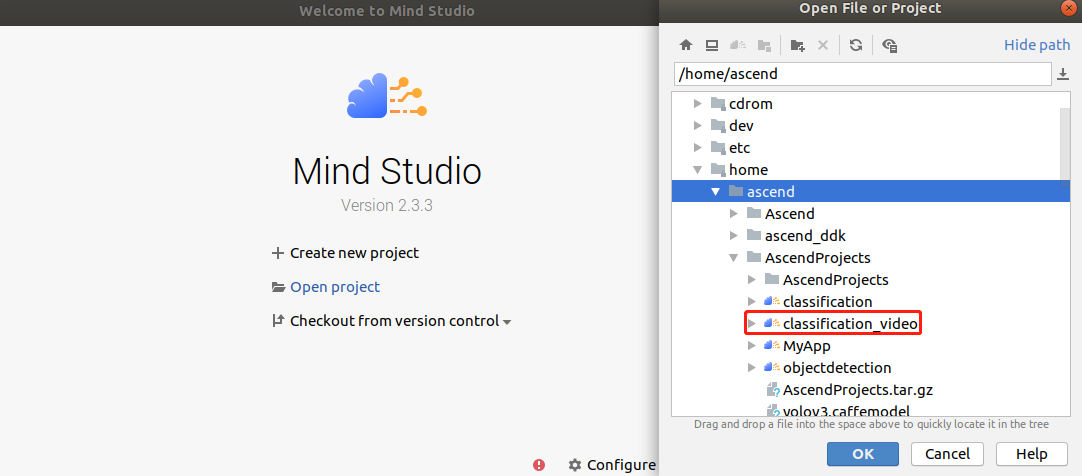 Welcome to Mind Studio
Mind Studio
Version 2.3.3
Create new project
Open project
Checkout from version control
Configure
Open File or Project
Hide path
/home/ascend
cdrom
dev
etc
home
ascend
Ascend
ascend_ddk
AscendProjects
AscendProjects
classification
classification_video
MyApp
objectdetection
AscendProjects.tar.gz
yolov3.caffemodel
Drag and drop a file into the space above to quickly locate it in the tree
OK
Cancel
Help